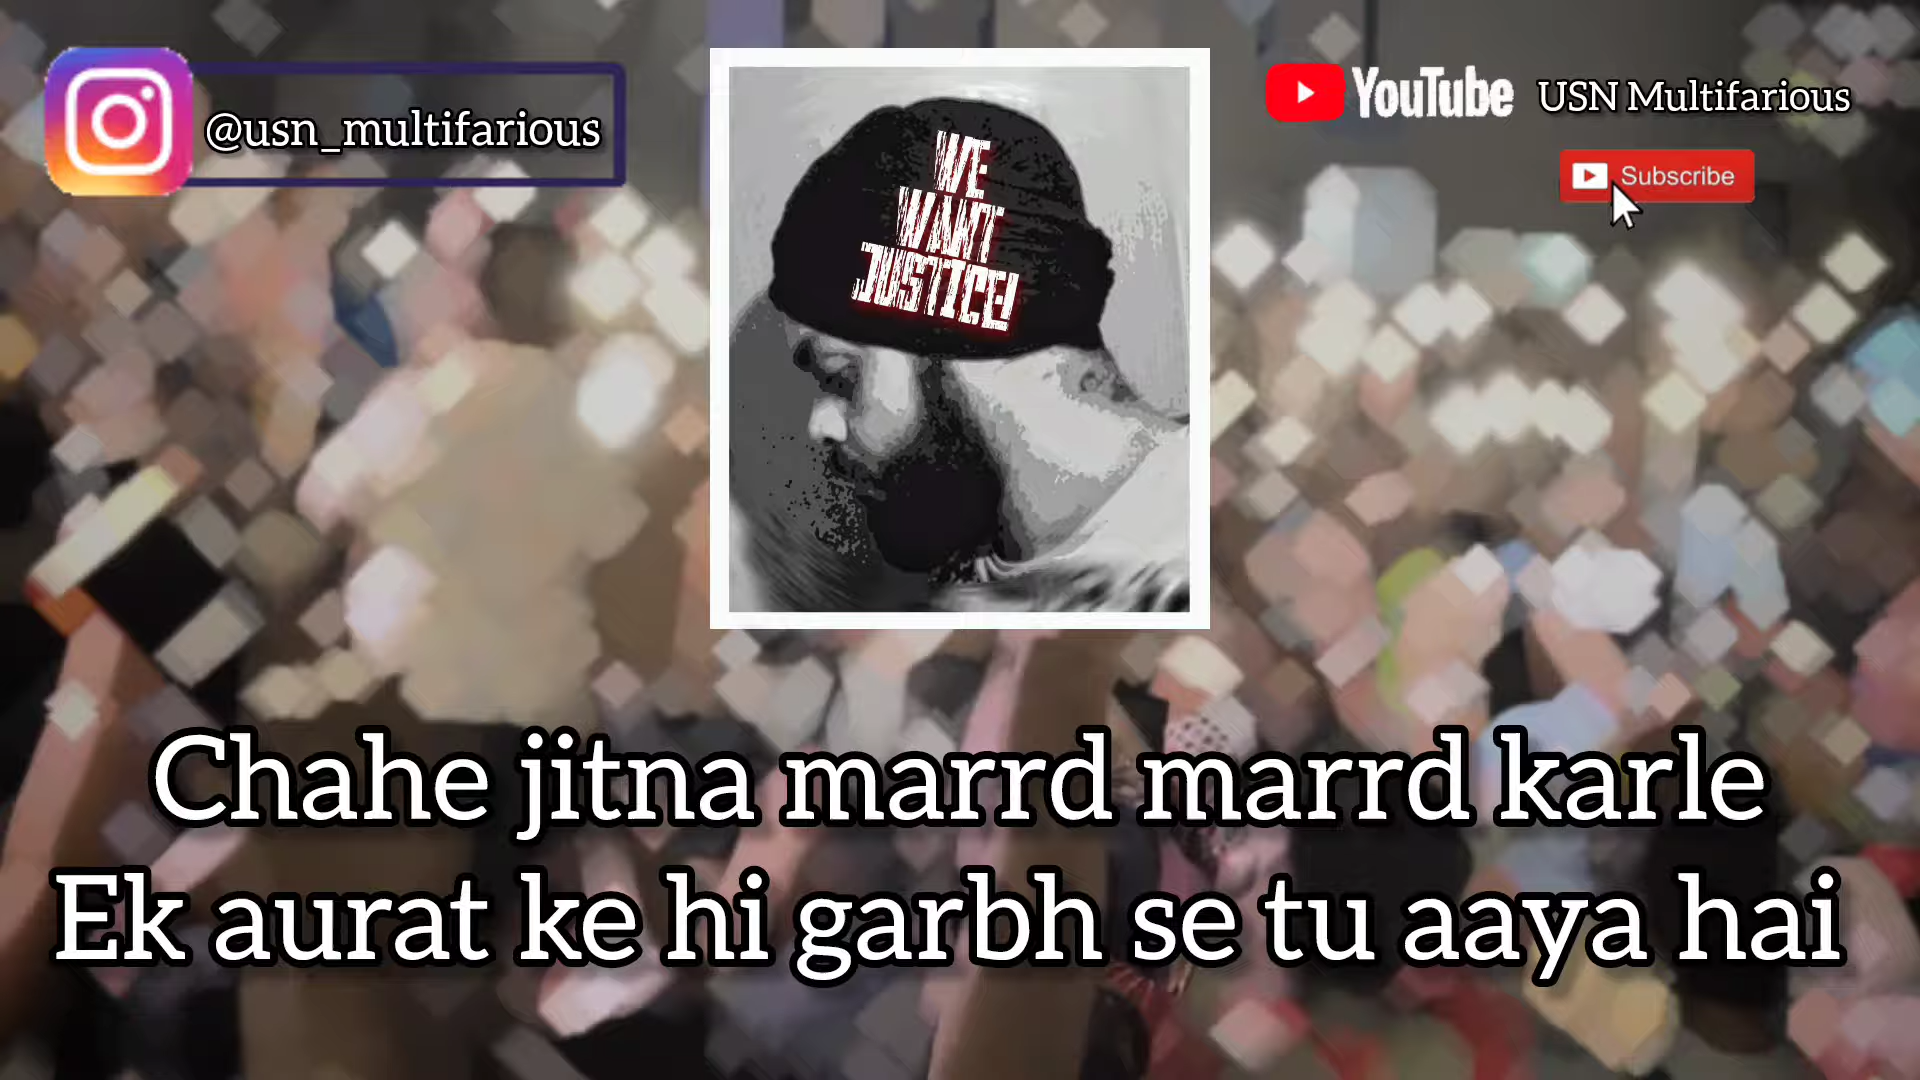 @usn_multifarious
WE
WANT
JUSTICE!
YouTube USN Multifarious
Subscribe
Chahe jitna marrd marrd karle
Ek aurat ke hi garbh se tu aaya hai